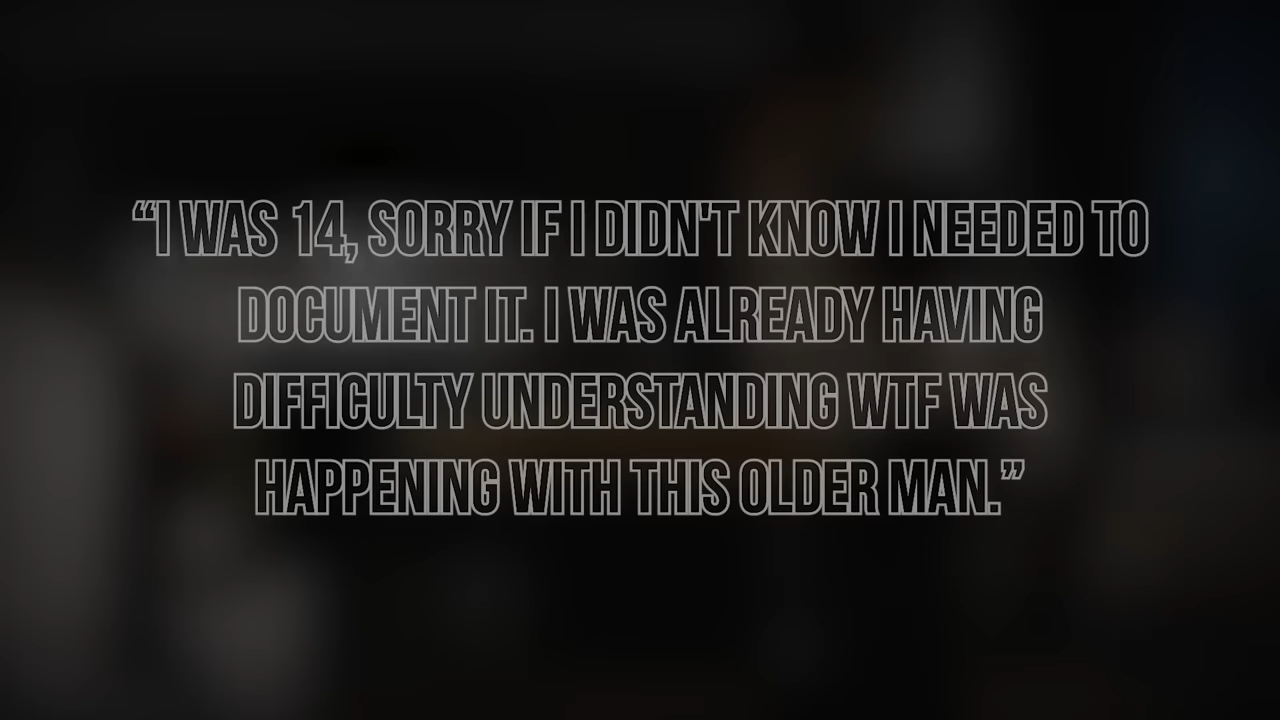 “I WAS 14, SORRY IF I DIDN'T KNOW I NEEDED TO
DOCUMENT IT. I WAS ALREADY HAVING
DIFFICULTY UNDERSTANDING WTF WAS
HAPPENING WITH THIS OLDER MAN.”